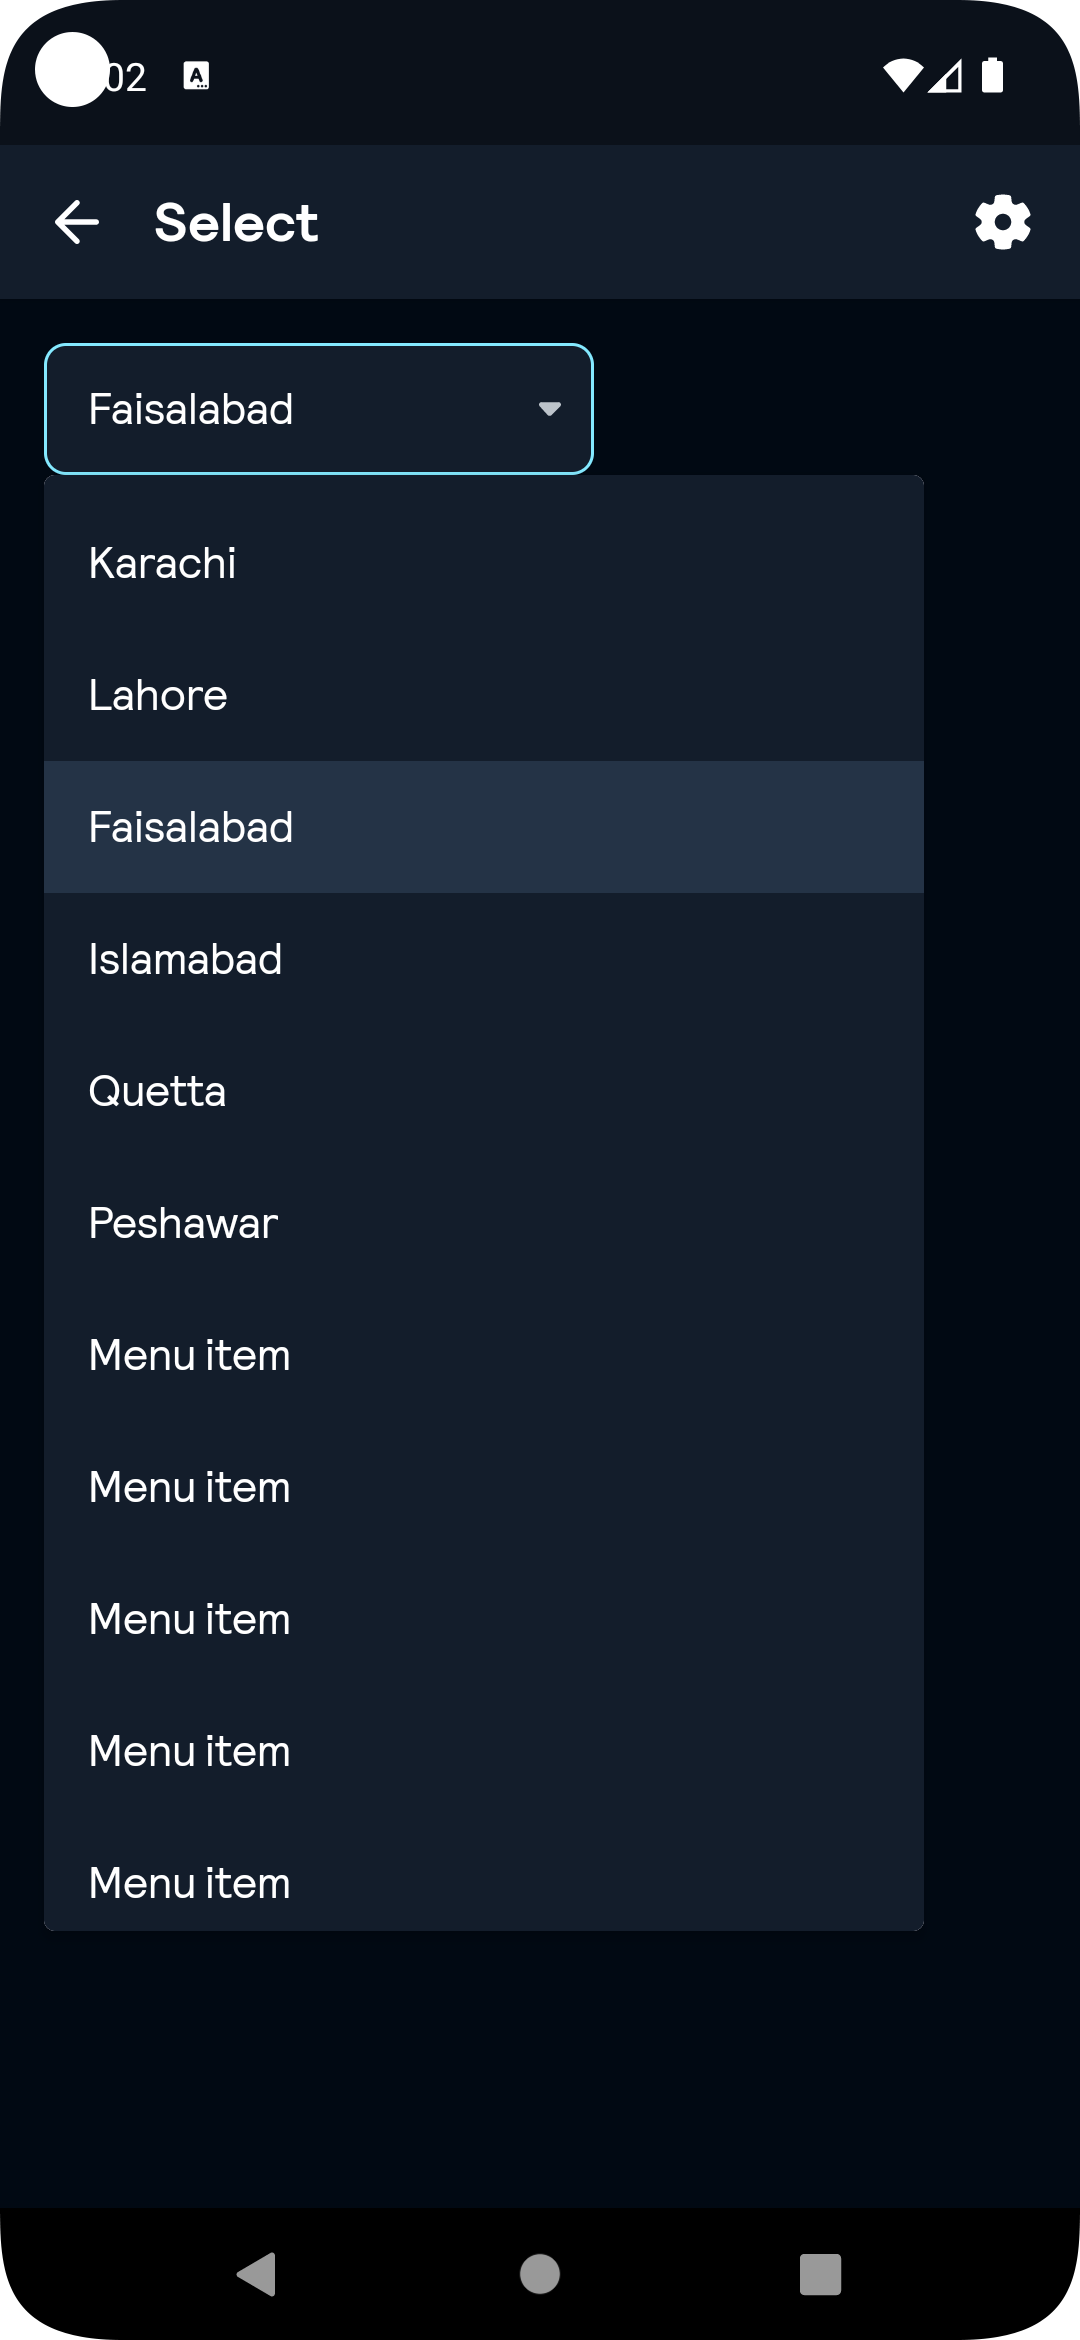 02
Select
Faisalabad
Karachi
Lahore
Faisalabad
Islamabad
Quetta
Peshawar
Menu item
Menu item
Menu item
Menu item
Menu item